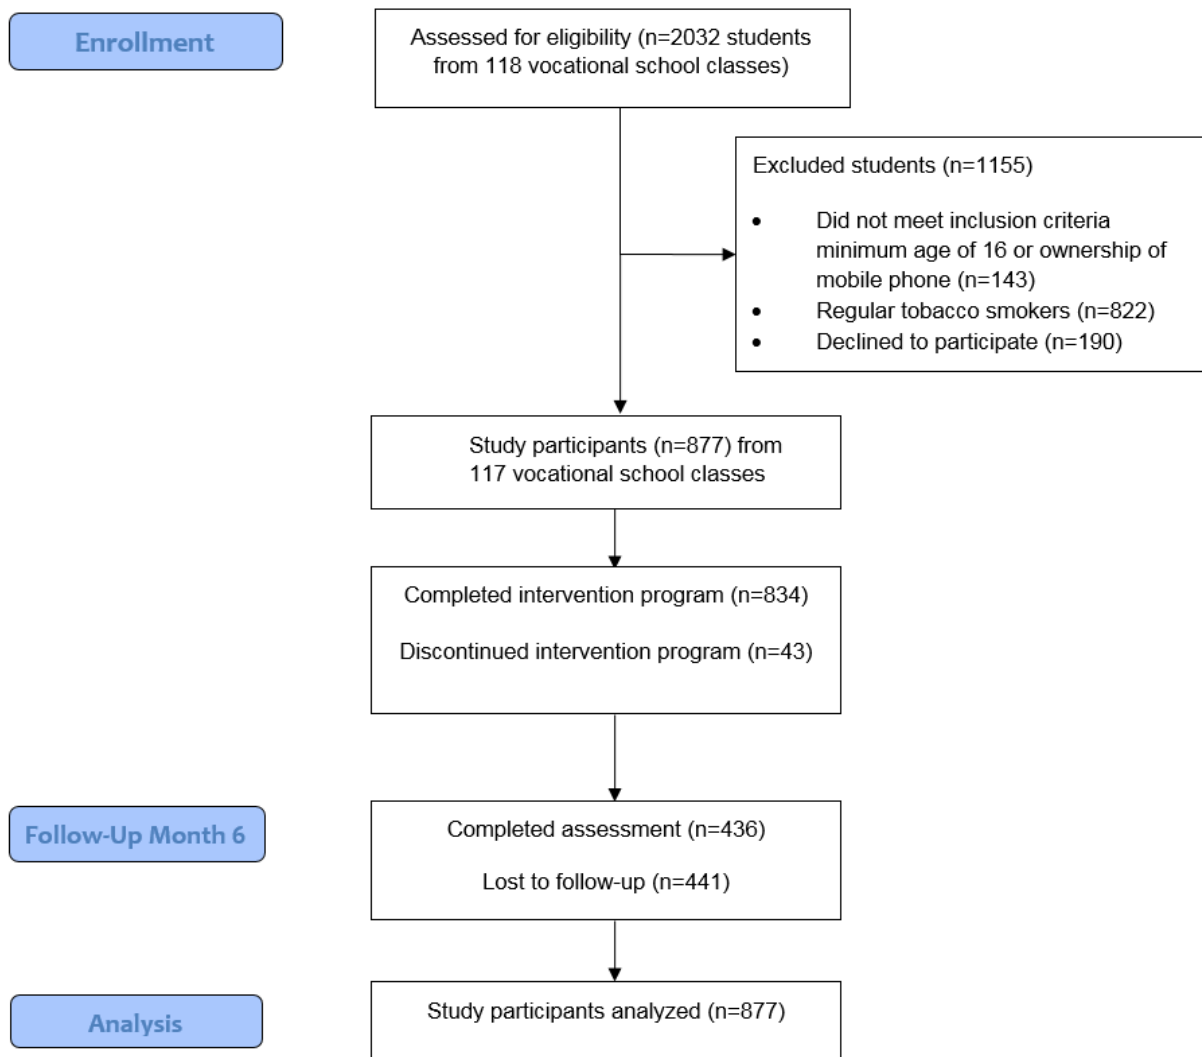 Enrollment
Assessed for eligibility (n=2032 students
from 118 vocational school classes)
Excluded students (n=1155)
• Did not meet inclusion criteria
minimum age of 16 or ownership of
mobile phone (n=143)
• Regular tobacco smokers (n=822)
• Declined to participate (n=190)
Study participants (n=877) from
117 vocational school classes
Completed intervention program (n=834)
Discontinued intervention program (n=43)
Follow-Up Month 6
Completed assessment (n=436)
Lost to follow-up (n=441)
Analysis
Study participants analyzed (n=877)